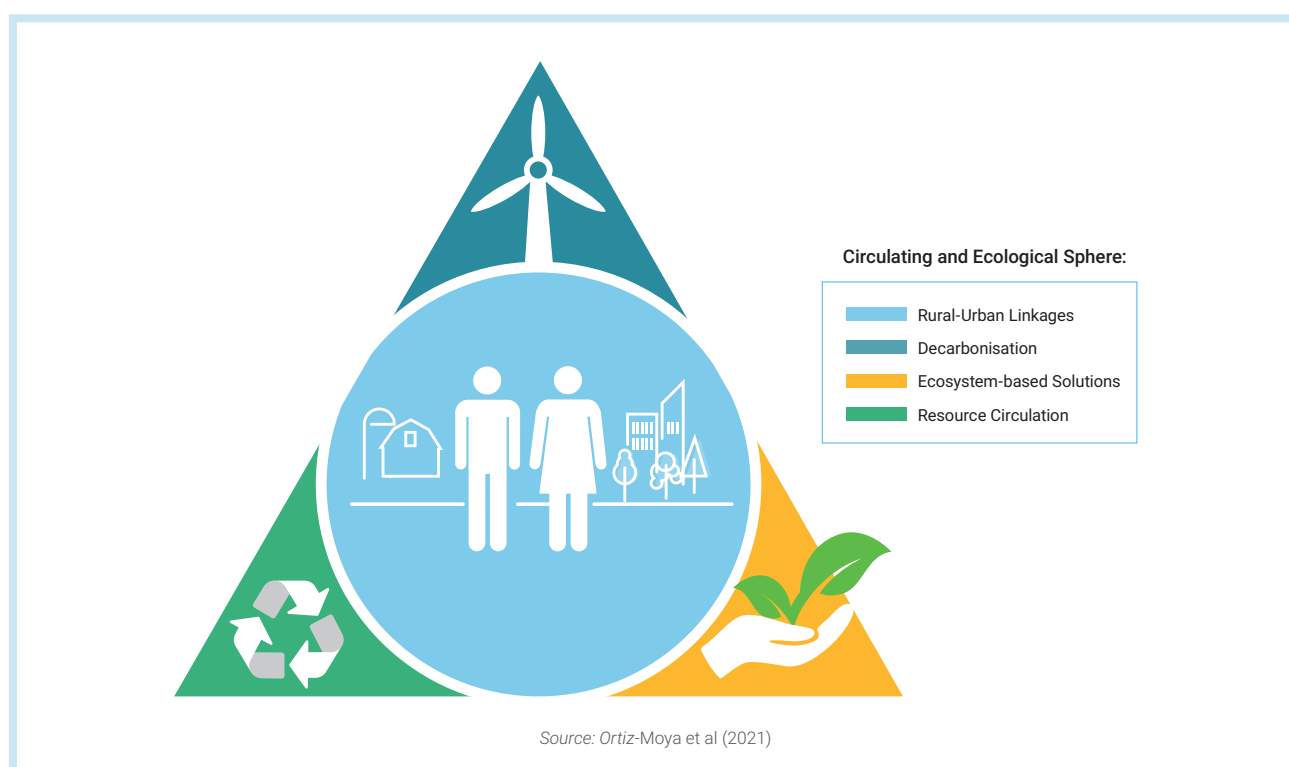 Circulating and Ecological Sphere:
Rural-Urban Linkages
Decarbonisation
Ecosystem-based Solutions
Resource Circulation
Source: Ortiz-Moya et al (2021)